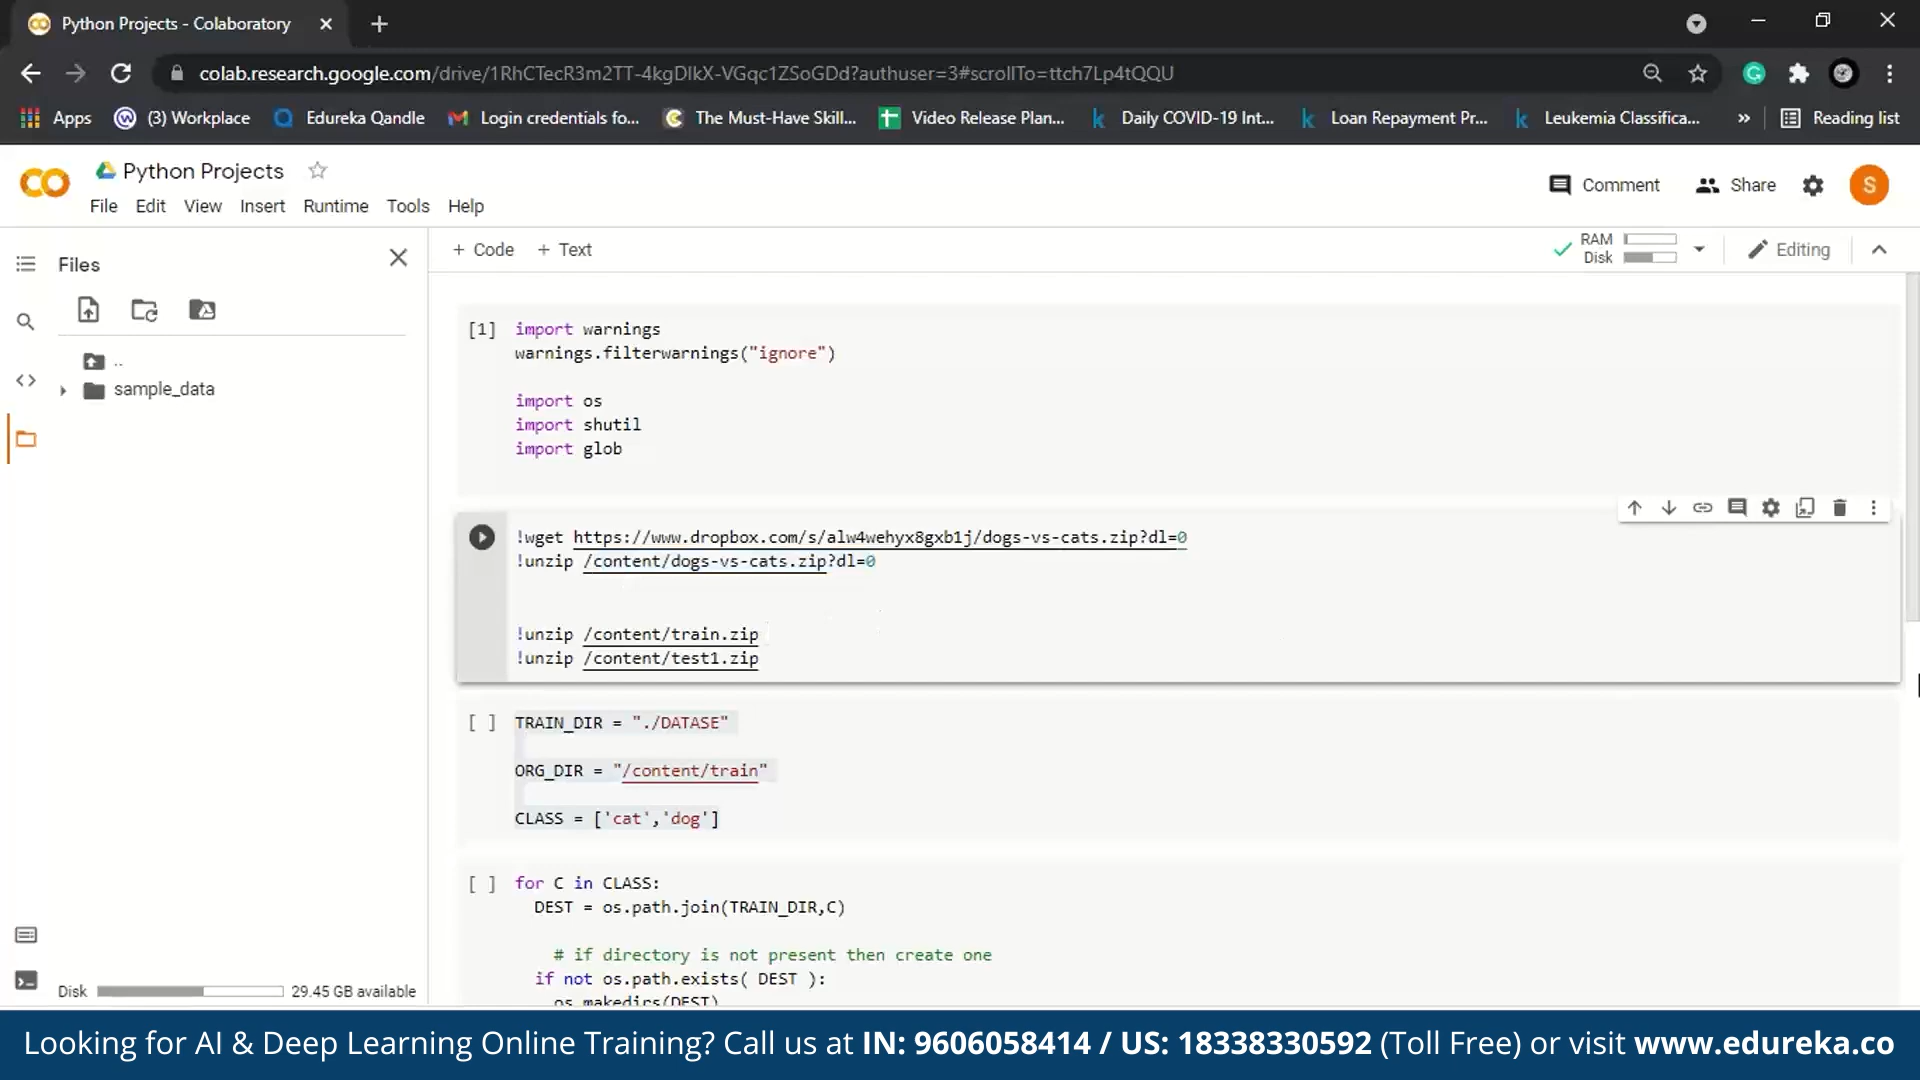 Python Projects - Colaboratory
colab.research.google.com/drive/1RhCTecR3m2TT-4kgDIkX-VGqc1ZSoGDd?authuser=3#scrollTo=ttch7Lp4tQQU
Apps (3) Workplace Edureka Qandle Login credentials fo... The Must-Have Skill... Video Release Plan... Daily COVID-19 Int... Loan Repayment Pr... Leukemia Classifica... » Reading list
Python Projects
Comment Share S
File Edit View Insert Runtime Tools Help
Files
+ Code + Text
RAM
Disk
Editing
..
sample_data
[1] import warnings
warnings.filterwarnings("ignore")
import os
import shutil
import glob
!wget https://www.dropbox.com/s/alw4wehyx8gxb1j/dogs-vs-cats.zip?dl=0
!unzip /content/dogs-vs-cats.zip?dl=0
!unzip /content/train.zip
!unzip /content/test1.zip
[ ] TRAIN_DIR = "./DATASE"
ORG_DIR = "/content/train"
CLASS = ['cat','dog']
[ ] for C in CLASS:
DEST = os.path.join(TRAIN_DIR,C)
# if directory is not present then create one
if not os.path.exists( DEST ):
os.makedirs(DEST)
Disk 29.45 GB available
Looking for AI & Deep Learning Online Training? Call us at IN: 9606058414 / US: 18338330592 (Toll Free) or visit www.edureka.co